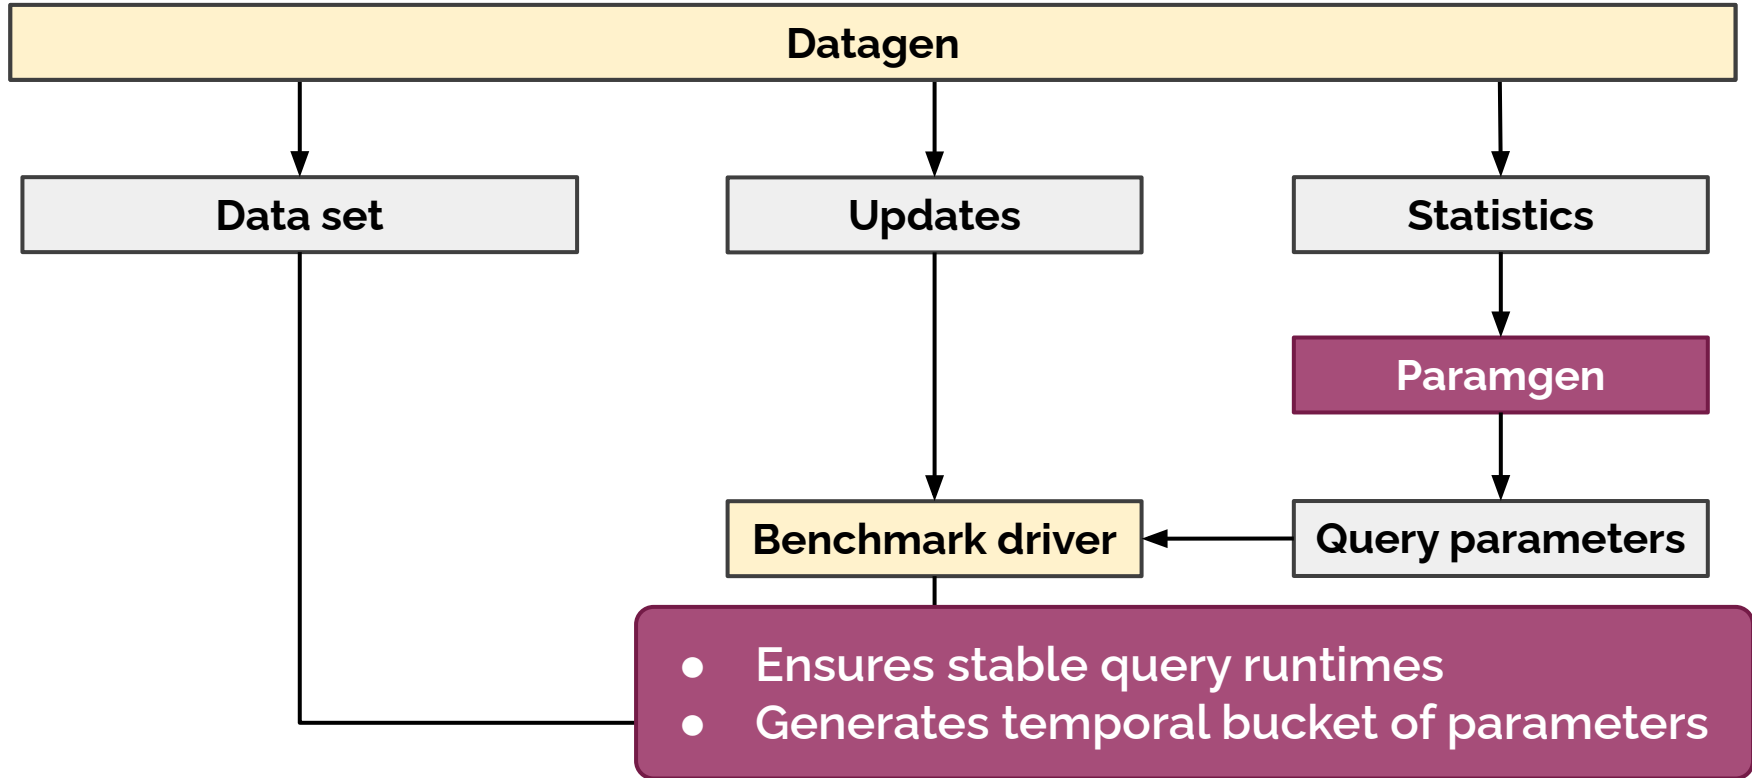 Datagen
Data set
Updates
Statistics
Paramgen
Benchmark driver
Query parameters
● Ensures stable query runtimes
● Generates temporal bucket of parameters